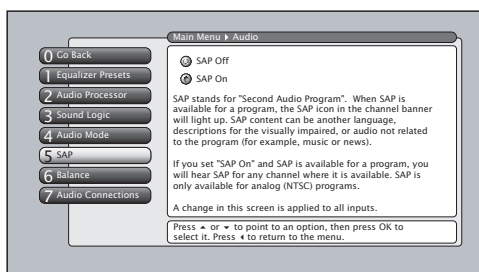 Main Menu ▸ Audio
0 Go Back
1 Equalizer Presets
2 Audio Processor
3 Sound Logic
4 Audio Mode
5 SAP
6 Balance
7 Audio Connections
SAP Off
SAP On
SAP stands for "Second Audio Program". When SAP is
available for a program, the SAP icon in the channel banner
will light up. SAP content can be another language,
descriptions for the visually impaired, or audio not related
to the program (for example, music or news).
If you set "SAP On" and SAP is available for a program, you
will hear SAP for any channel where it is available. SAP is
only available for analog (NTSC) programs.
A change in this screen is applied to all inputs.
Press ▴ or ▾ to point to an option, then press OK to
select it. Press ◂ to return to the menu.